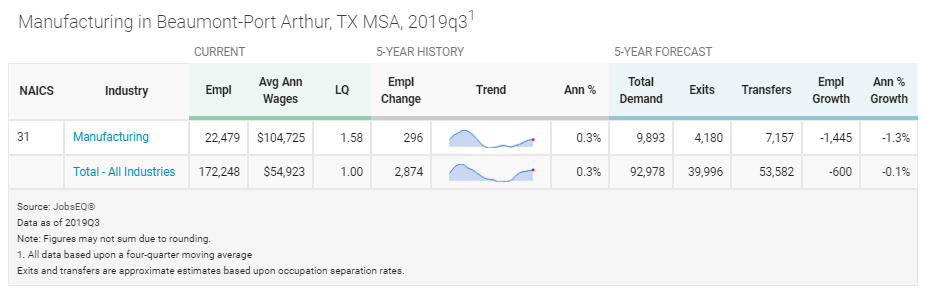 Manufacturing in Beaumont-Port Arthur, TX MSA, 2019q3¹
CURRENT 5-YEAR HISTORY 5-YEAR FORECAST
NAICS Industry Empl Avg Ann Wages LQ Empl Change Trend Ann % Total Demand Exits Transfers Empl Growth Ann % Growth
31 Manufacturing 22,479 $104,725 1.58 296 0.3% 9,893 4,180 7,157 -1,445 -1.3%
Total - All Industries 172,248 $54,923 1.00 2,874 0.3% 92,978 39,996 53,582 -600 -0.1%
Source: JobsEQ®
Data as of 2019Q3
Note: Figures may not sum due to rounding.
1. All data based upon a four-quarter moving average
Exits and transfers are approximate estimates based upon occupation separation rates.